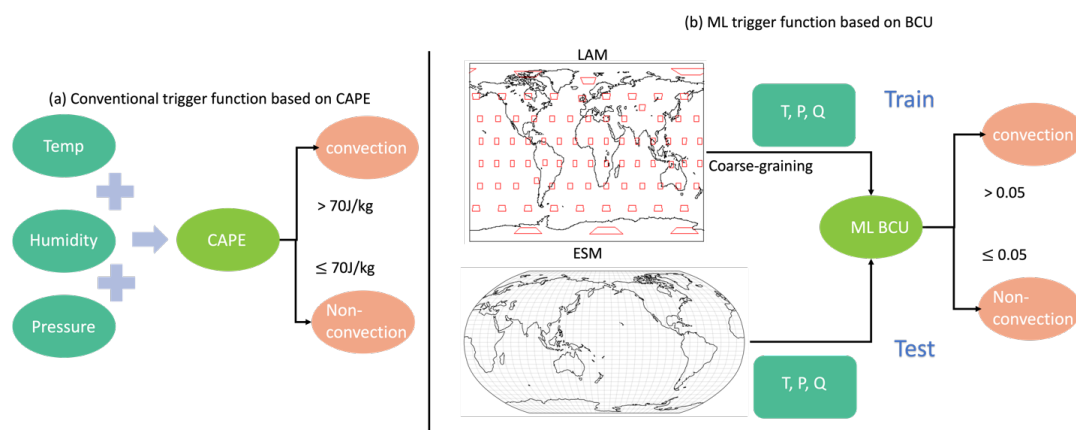 (a) Conventional trigger function based on CAPE
Temp
Humidity
Pressure
CAPE
convection
> 70J/kg
≤ 70J/kg
Non-
convection
(b) ML trigger function based on BCU
LAM
T, P, Q
Train
Coarse-graining
ML BCU
convection
> 0.05
≤ 0.05
Non-
convection
ESM
Test
T, P, Q